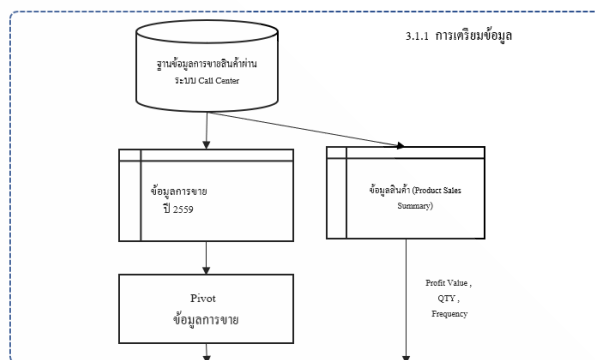 3.1.1 การเตรียมข้อมูล
ฐานข้อมูลการขายสินค้าผ่าน
ระบบ Call Center
ข้อมูลการขาย
ปี 2559
ข้อมูลสินค้า (Product Sales
Summary)
Pivot
ข้อมูลการขาย
Profit Value ,
QTY ,
Frequency